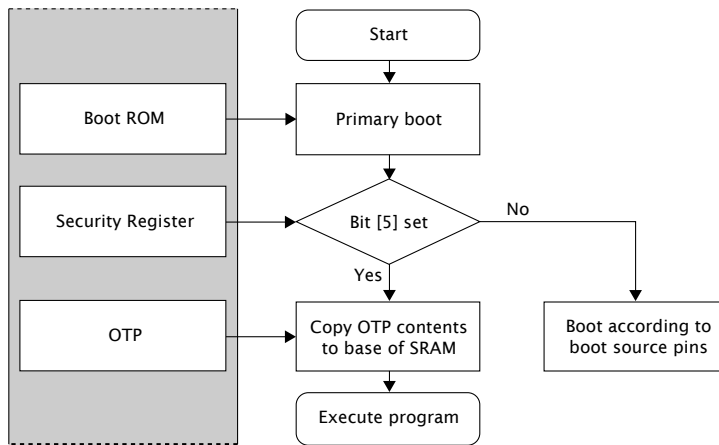 Start
Boot ROM
Primary boot
Security Register
Bit [5] set
No
Yes
OTP
Copy OTP contents
to base of SRAM
Boot according to
boot source pins
Execute program